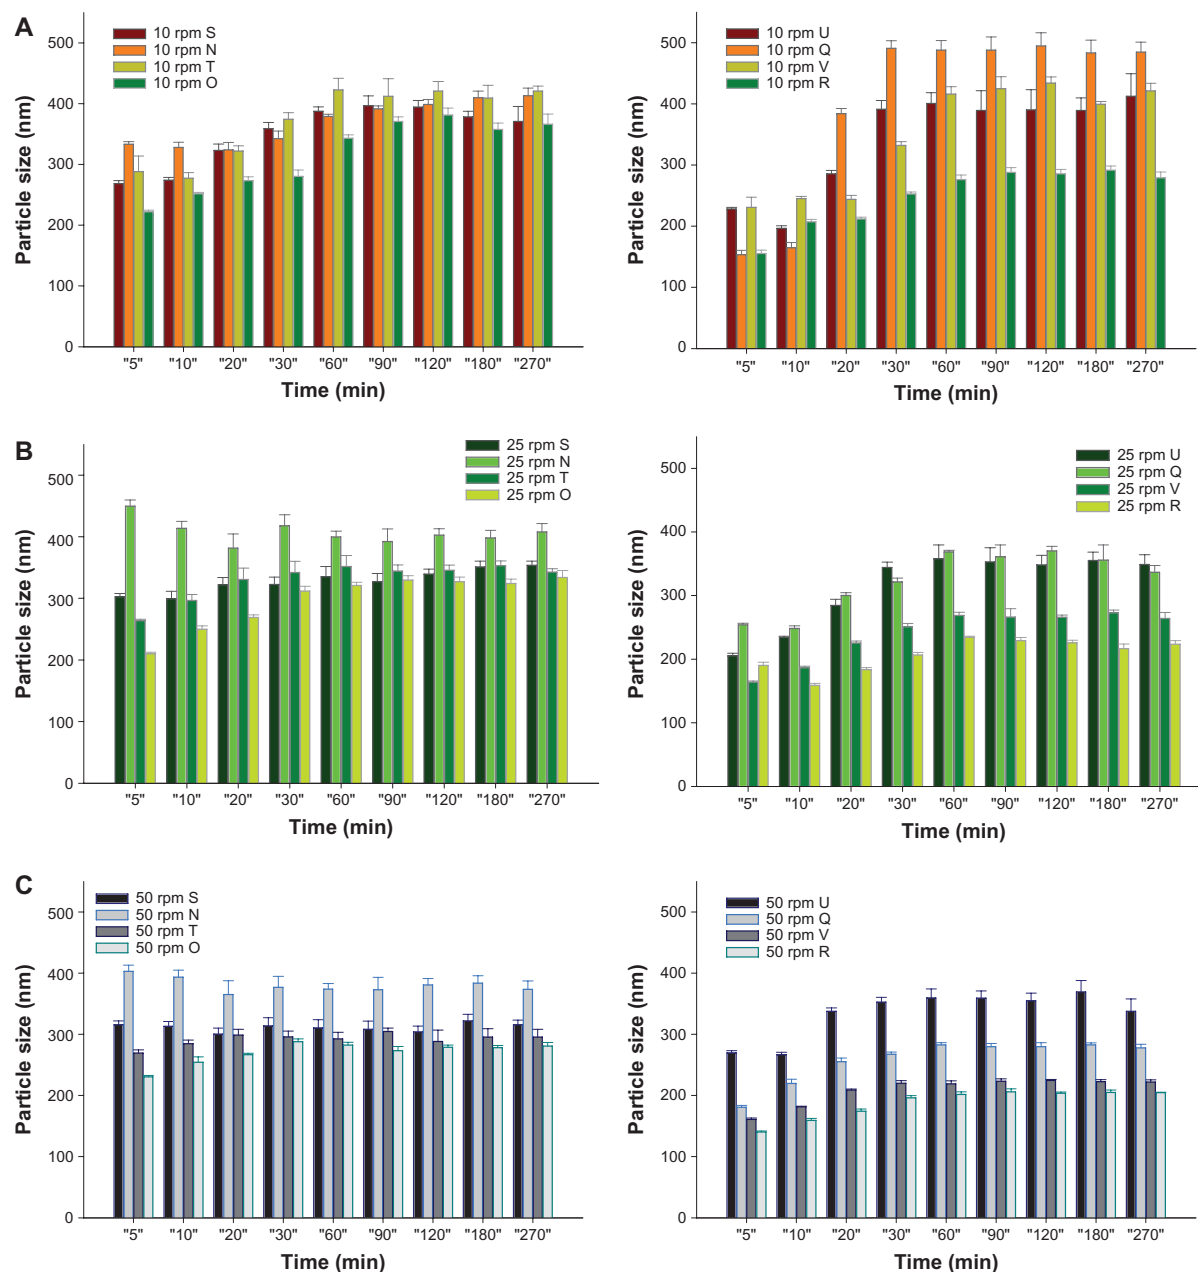 A
10 rpm S
10 rpm N
10 rpm T
10 rpm O
Particle size (nm)
500
400
300
200
100
0
"5" "10" "20" "30" "60" "90" "120" "180" "270"
Time (min)
10 rpm U
10 rpm Q
10 rpm V
10 rpm R
Particle size (nm)
500
400
300
200
100
0
"5" "10" "20" "30" "60" "90" "120" "180" "270"
Time (min)
B
25 rpm S
25 rpm N
25 rpm T
25 rpm O
Particle size (nm)
500
400
300
200
100
0
"5" "10" "20" "30" "60" "90" "120" "180" "270"
Time (min)
25 rpm U
25 rpm Q
25 rpm V
25 rpm R
Particle size (nm)
500
400
300
200
100
0
"5" "10" "20" "30" "60" "90" "120" "180" "270"
Time (min)
C
50 rpm S
50 rpm N
50 rpm T
50 rpm O
Particle size (nm)
500
400
300
200
100
0
"5" "10" "20" "30" "60" "90" "120" "180" "270"
Time (min)
50 rpm U
50 rpm Q
50 rpm V
50 rpm R
Particle size (nm)
500
400
300
200
100
0
"5" "10" "20" "30" "60" "90" "120" "180" "270"
Time (min)